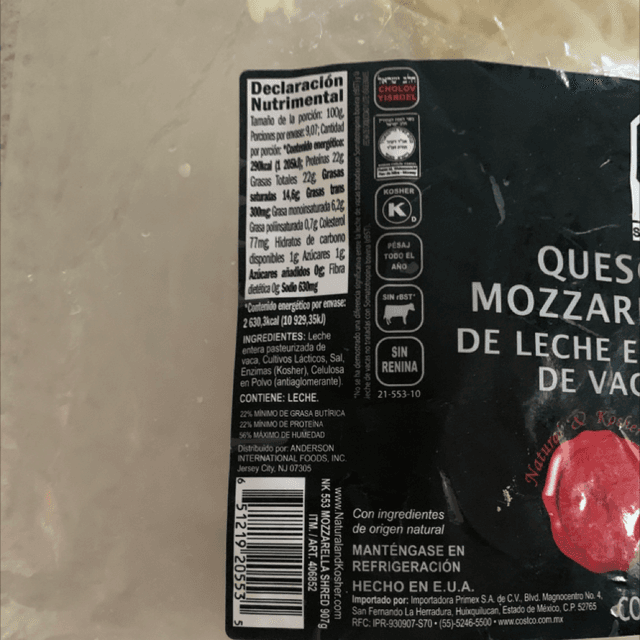 Declaración
Nutrimental
Tamaño de la porción: 100g,
Porciones por envase: 9,07; Cantidad
por porción: *Contenido energético:
290kcal (1 205kJ); Proteínas 22g
Grasas Totales 22g, Grasas
saturadas 14,6g, Grasas trans
300mg Grasa monoinsaturada 6,2g,
Grasa poliinsaturada 0,7g Colesterol
77mg, Hidratos de carbono
disponibles 1g; Azúcares 1g,
Azúcares añadidos 0g; Fibra
dietética 0g; Sodio 630mg
*Contenido energético por envase:
2 630,3kcal (10 929,35kJ)
INGREDIENTES: Leche
entera pasteurizada de
vaca, Cultivos Lácticos, Sal,
Enzimas (Kosher), Celulosa
en Polvo (antiaglomerante).
CONTIENE: LECHE.
22% MÍNIMO DE GRASA BUTÍRICA
22% MÍNIMO DE PROTEINA
56% MÁXIMO DE HUMEDAD
Distribuido por: ANDERSON
INTERNATIONAL FOODS, INC.
Jersey City, NJ 07305
6 51219 20553 5
www.NaturalandKosher.com
NK 553 MOZZARELLA SHRED 907g
ITM. / ART. 406852
חלב ישראל
CHOLOV
YISROEL
KOSHER
K
D
PESAJ
TODO EL
AÑO
SIN rBST*
SIN
RENINA
21-553-10
QUES
MOZZAR
DE LECHE E
DE VAC
Natural & Kosher
Con ingredientes
de origen natural
MANTÉNGASE EN
REFRIGERACIÓN
HECHO EN E.U.A.
Importado por: Importadora Primex S.A. de C.V., Blvd. Magnocentro No. 4,
San Fernando La Herradura, Huixquilucan, Estado de México, C.P. 52765
RFC: IPR-930907-S70 • (55)-5246-5500 • www.costco.com.mx
CO